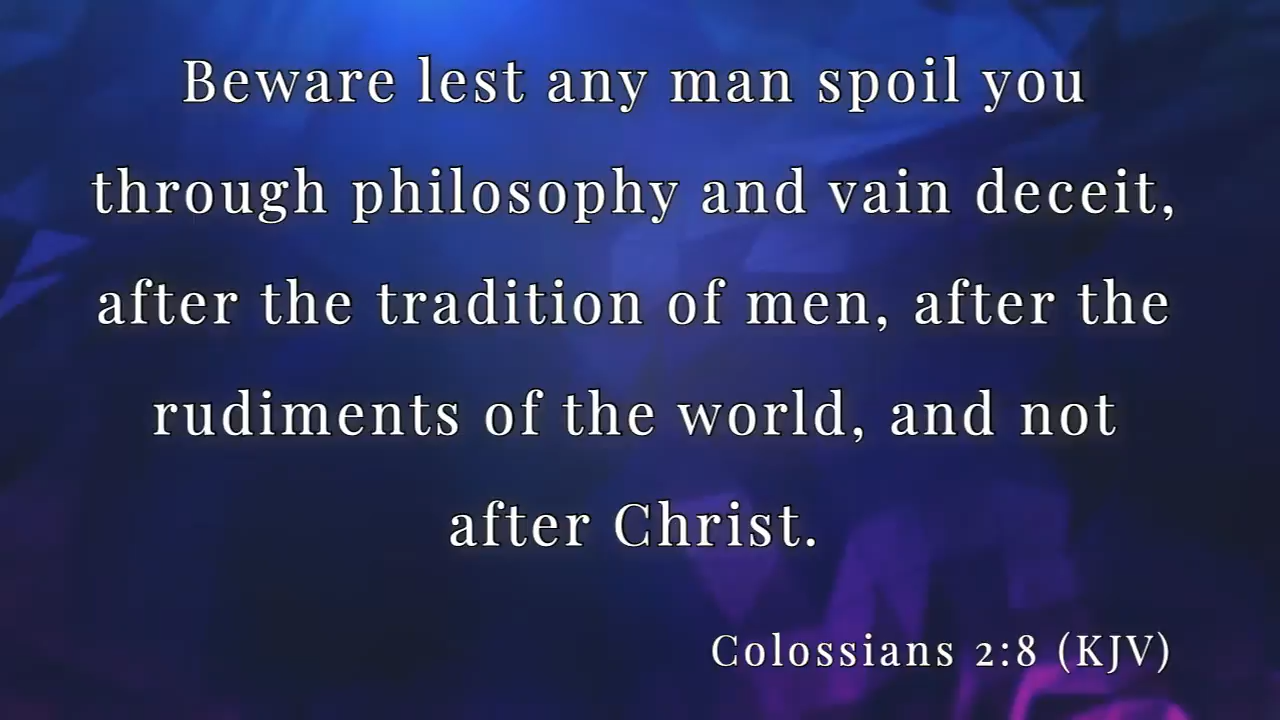 Beware lest any man spoil you
through philosophy and vain deceit,
after the tradition of men, after the
rudiments of the world, and not
after Christ.
Colossians 2:8 (KJV)